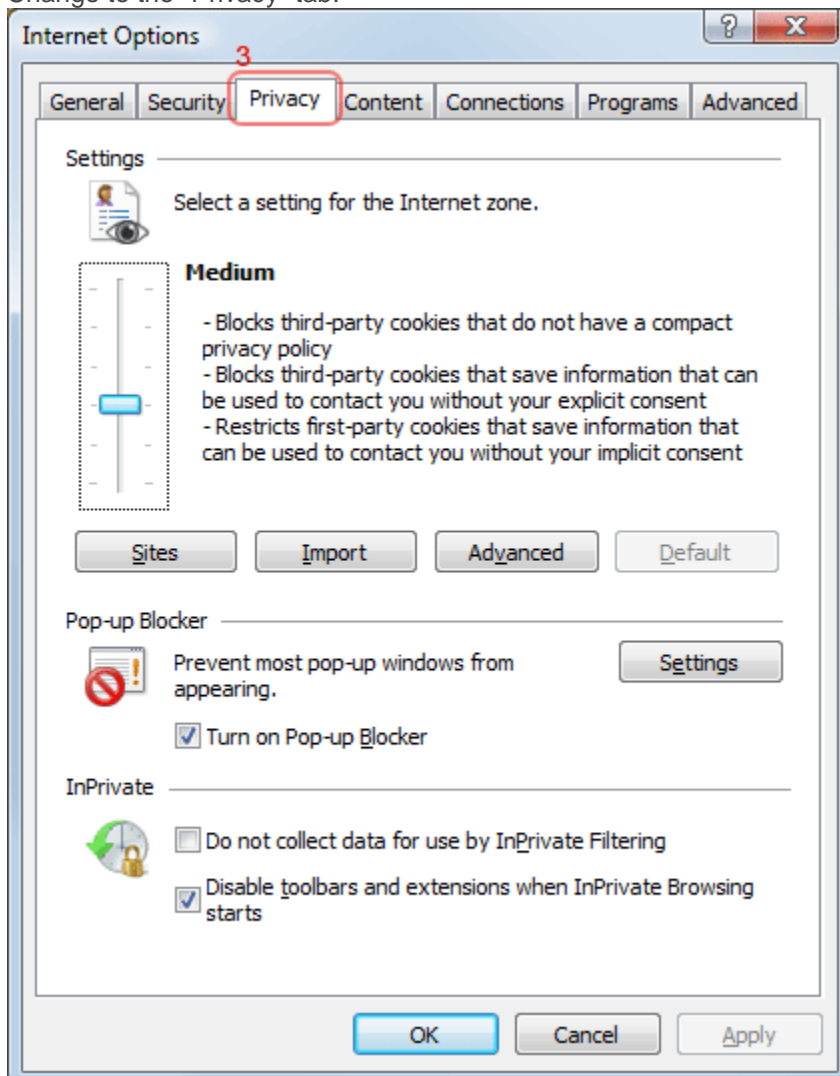 Change to the "Privacy" tab.
Internet Options
3
General Security Privacy Content Connections Programs Advanced
Settings
Select a setting for the Internet zone.
Medium
- Blocks third-party cookies that do not have a compact
privacy policy
- Blocks third-party cookies that save information that can
be used to contact you without your explicit consent
- Restricts first-party cookies that save information that
can be used to contact you without your implicit consent
Sites Import Advanced Default
Pop-up Blocker
Prevent most pop-up windows from
appearing.
Settings
Turn on Pop-up Blocker
InPrivate
Do not collect data for use by InPrivate Filtering
Disable toolbars and extensions when InPrivate Browsing
starts
OK Cancel Apply